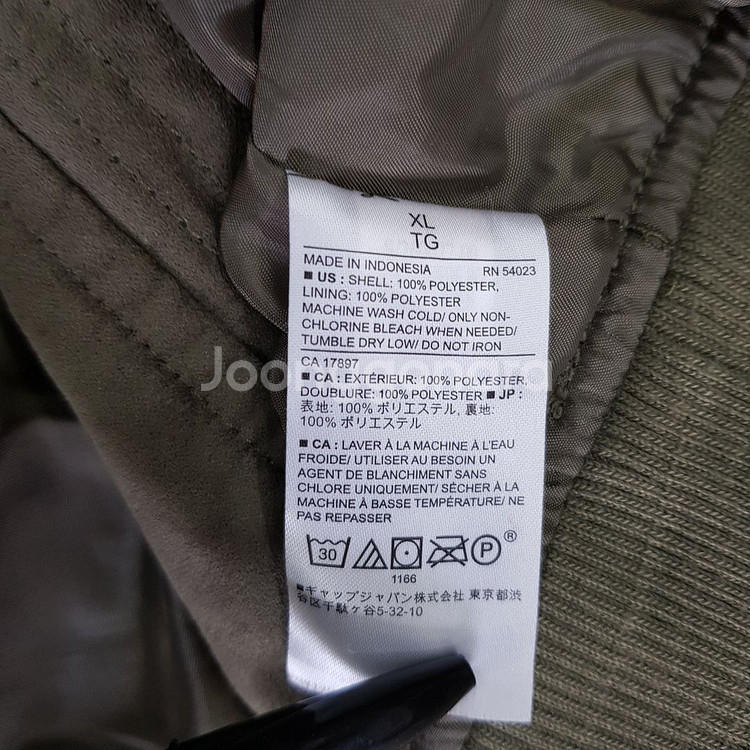 XL
TG
MADE IN INDONESIA RN 54023
■ US : SHELL: 100% POLYESTER,
LINING: 100% POLYESTER
MACHINE WASH COLD/ ONLY NON-
CHLORINE BLEACH WHEN NEEDED/
TUMBLE DRY LOW/ DO NOT IRON
CA 17897
■ CA : EXTÉRIEUR: 100% POLYESTER,
DOUBLURE: 100% POLYESTER ■ JP :
表地: 100% ポリエステル, 裏地:
100% ポリエステル
■ CA : LAVER À LA MACHINE À L'EAU
FROIDE/ UTILISER AU BESOIN UN
AGENT DE BLANCHIMENT SANS
CHLORE UNIQUEMENT/ SÉCHER À LA
MACHINE À BASSE TEMPÉRATURE/ NE
PAS REPASSER
30 P ®
1166
■ギャップジャパン株式会社 東京都渋
谷区千駄ヶ谷5-32-10
Joonggonara